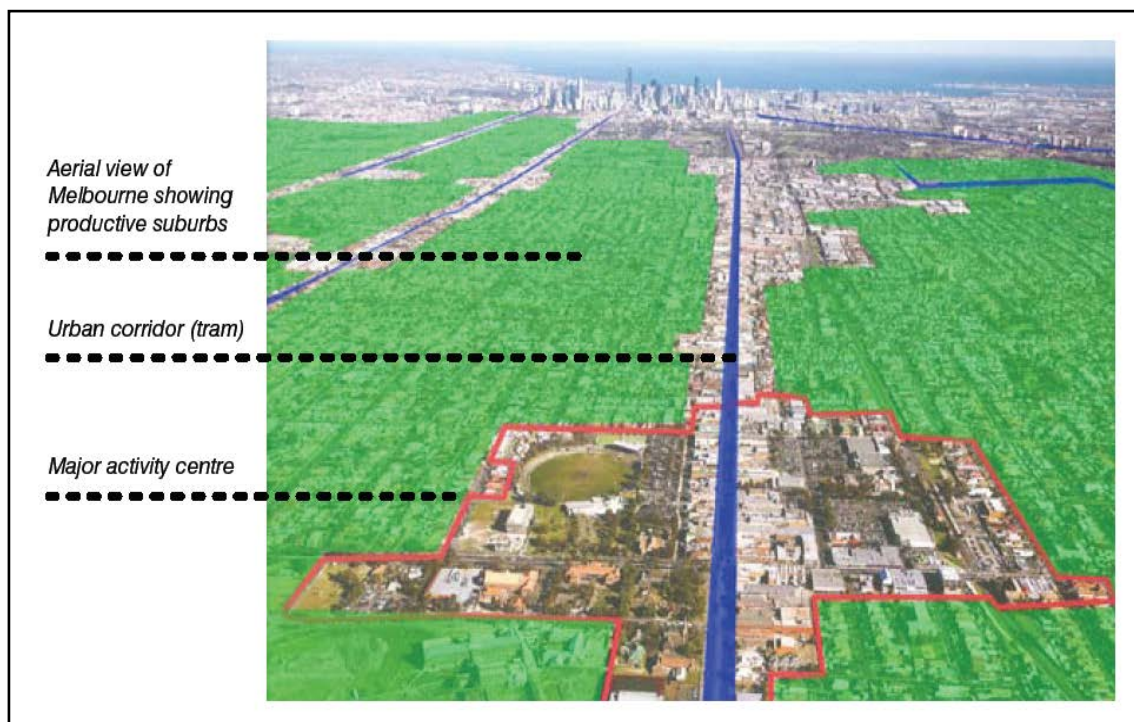 Aerial view of
Melbourne showing
productive suburbs
Urban corridor (tram)
Major activity centre